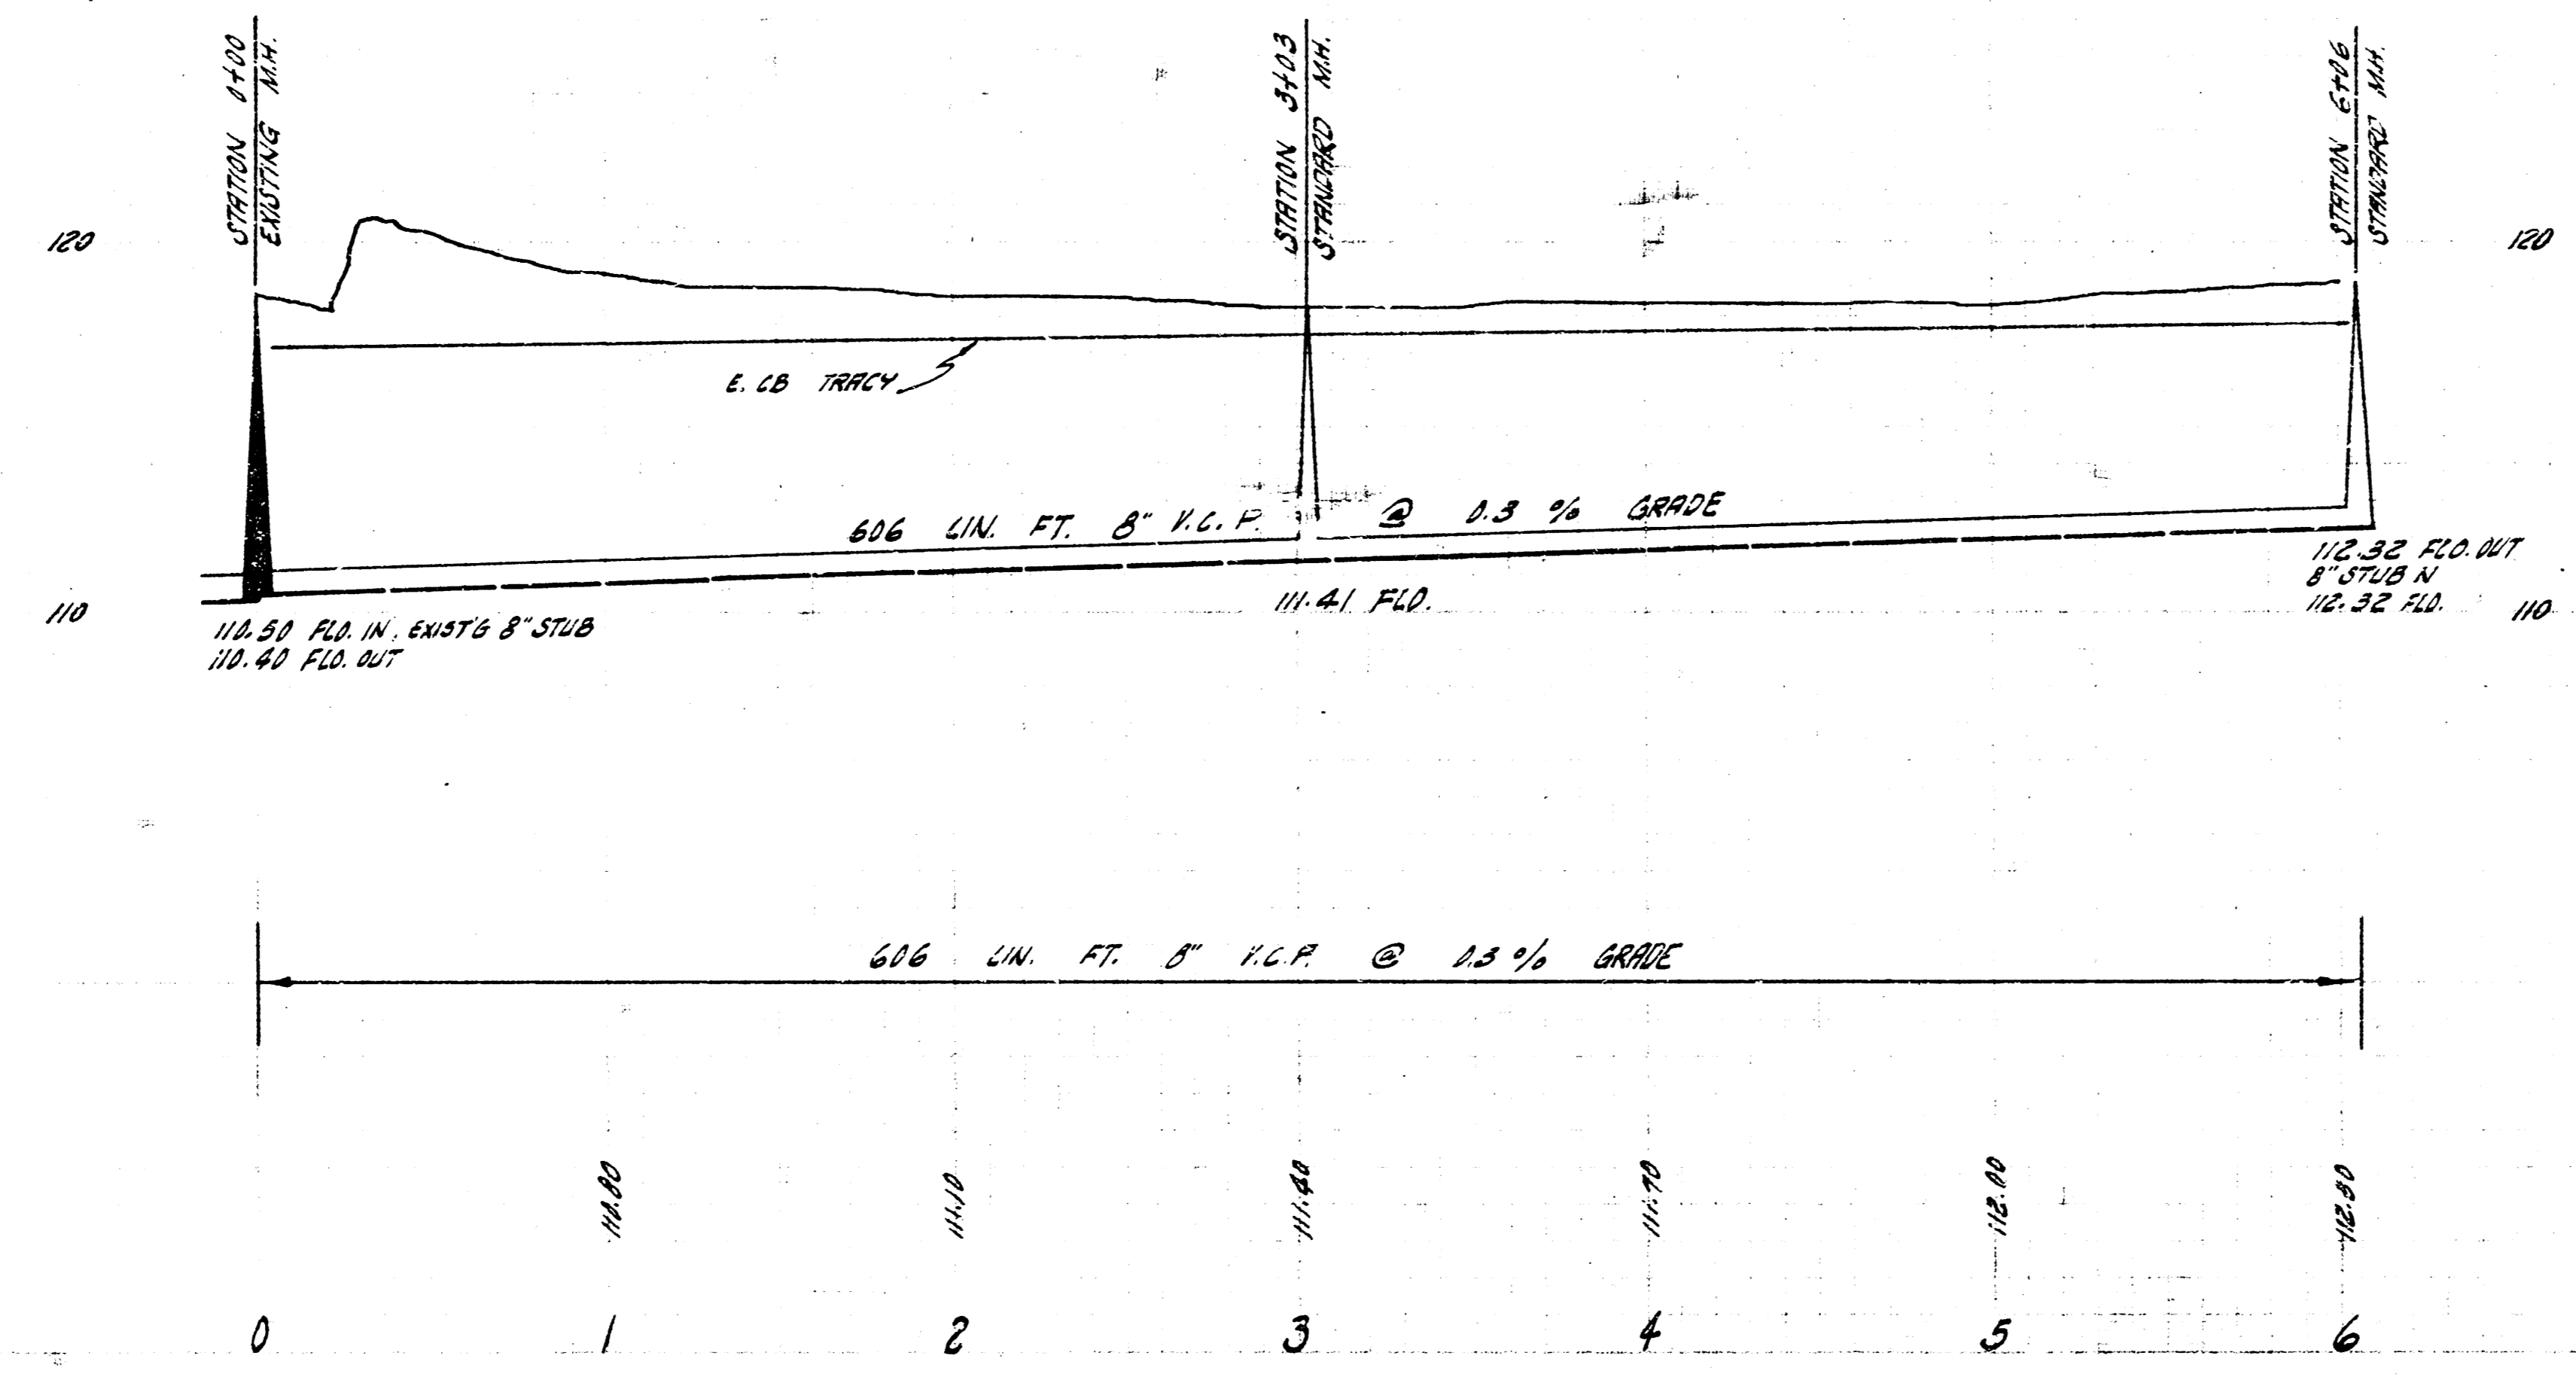 STATION 0+00
EXISTING M.H.
STATION 3+03
STANDARD M.H.
STATION 6+06
STANDARD M.H.
120
120
E. CB TRACY
606 LIN. FT. 8" V.C.P. @ 0.3 % GRADE
110
110.50 FLO. IN, EXIST'G 8" STUB
110.40 FLO. OUT
111.41 FLO.
112.32 FLO. OUT
8" STUB N
112.32 FLO.
110
606 LIN. FT. 8" V.C.P. @ 0.3 % GRADE
110.80
111.10
111.40
111.70
112.00
112.30
0 1 2 3 4 5 6